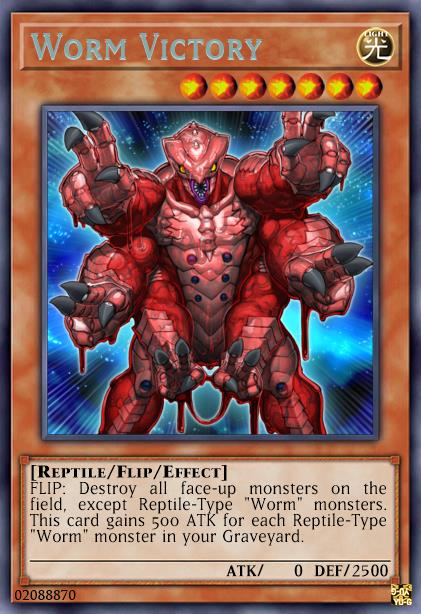 Worm Victory
LIGHT
光
[Reptile/Flip/Effect]
FLIP: Destroy all face-up monsters on the
field, except Reptile-Type "Worm" monsters.
This card gains 500 ATK for each Reptile-Type
"Worm" monster in your Graveyard.
ATK/ 0 DEF/2500
02088870